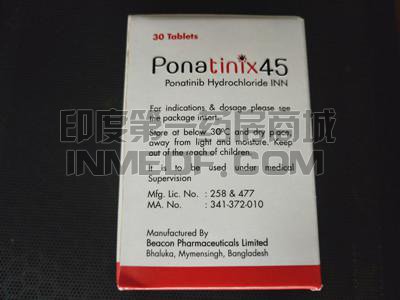 30 Tablets
Ponatinix45
Ponatinib Hydrochloride INN
For indications & dosage please see
the package insert.
Store at below 30°C and dry place,
away from light and moisture. Keep
out of the reach of children.
It is to be used under medical
Supervision
Mfg. Lic. No. : 258 & 477
MA. No. : 341-372-010
Manufactured By
Beacon Pharmaceuticals Limited
Bhaluka, Mymensingh, Bangladesh
印度第一药房商城
INMEDF.COM